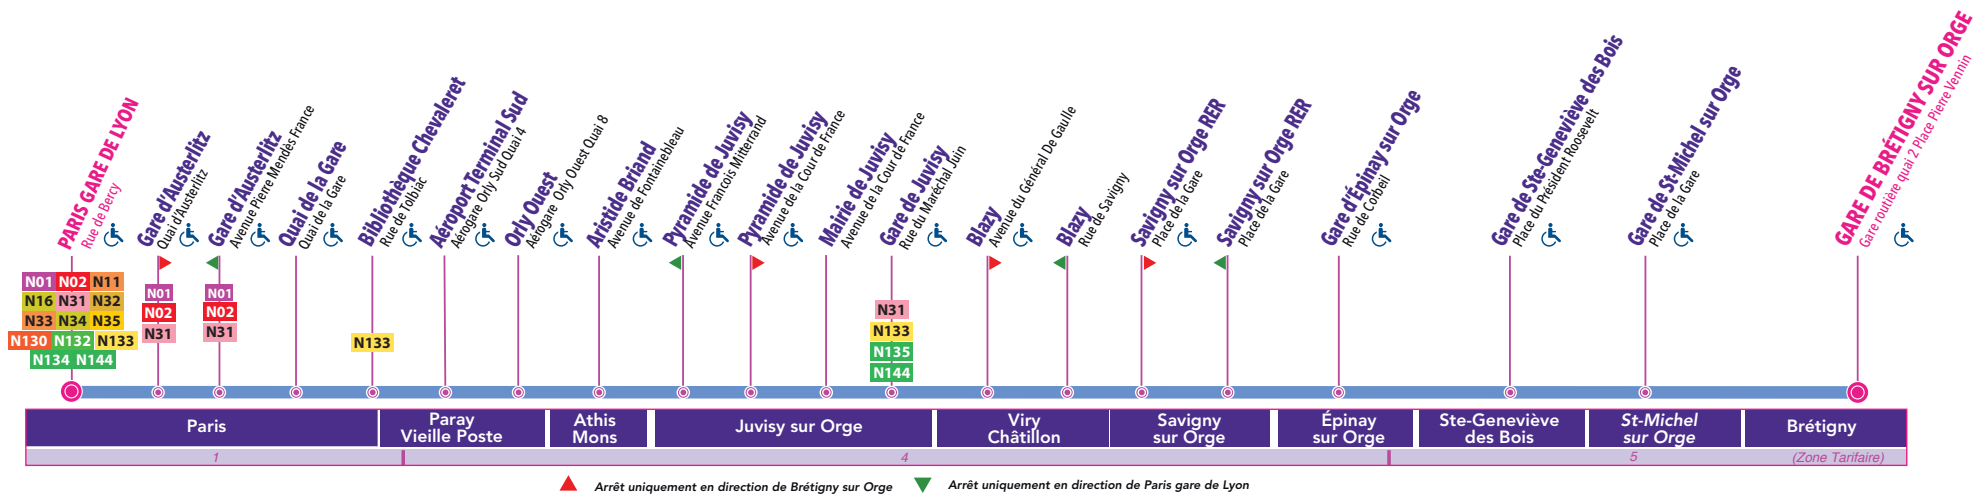 PARIS GARE DE LYON
Rue de Bercy
Gare d'Austerlitz
Quai d'Austerlitz
Gare d'Austerlitz
Avenue Pierre Mendès France
Quai de la Gare
Quai de la Gare
Bibliothèque Chevaleret
Rue de Tolbiac
Aéroport Terminal Sud
Aérogare Orly Sud Quai 4
Orly Ouest
Aérogare Orly Ouest Quai 8
Aristide Briand
Avenue de Fontainebleau
Pyramide de Juvisy
Avenue Francois Mitterrand
Pyramide de Juvisy
Avenue de la Cour de France
Mairie de Juvisy
Avenue de la Cour de France
Gare de Juvisy
Rue du Maréchal Juin
Blazy
Avenue du Général De Gaulle
Blazy
Rue de Savigny
Savigny sur Orge RER
Place de la Gare
Savigny sur Orge RER
Place de la Gare
Gare d'Épinay sur Orge
Rue de Corbeil
Gare de Ste-Geneviève des Bois
Place du Président Roosevelt
Gare de St-Michel sur Orge
Place de la Gare
GARE DE BRÉTIGNY SUR ORGE
Gare routière quai 2 Place Pierre Vennin
N01 N02 N11
N16 N31 N32
N33 N34 N35
N130 N132 N133
N134 N144
N01
N02
N31
N01
N02
N31
N133
N31
N133
N135
N144
Paris
Paray
Vieille Poste
Athis
Mons
Juvisy sur Orge
Viry
Châtillon
Savigny
sur Orge
Épinay
sur Orge
Ste-Geneviève
des Bois
St-Michel
sur Orge
Brétigny
1
4
5
(Zone Tarifaire)
Arrêt uniquement en direction de Brétigny sur Orge
Arrêt uniquement en direction de Paris gare de Lyon